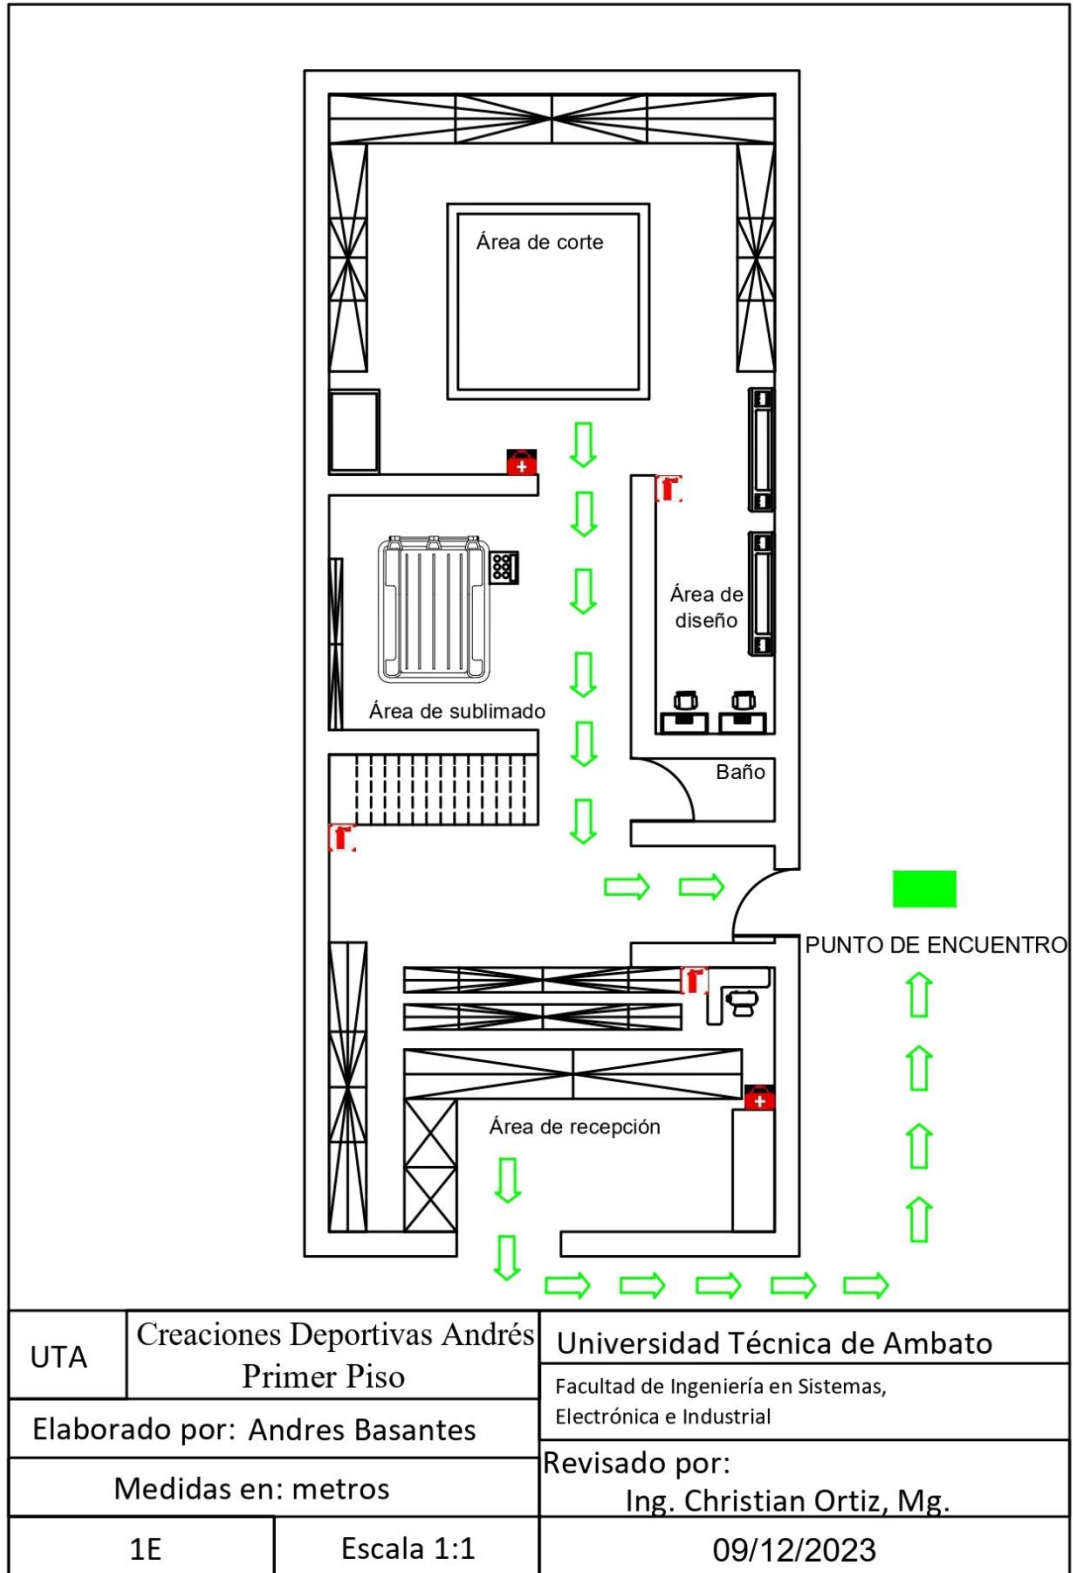 Área de corte
Área de
diseño
Área de sublimado
Baño
PUNTO DE ENCUENTRO
Área de recepción
UTA
Creaciones Deportivas Andrés
Primer Piso
Universidad Técnica de Ambato
Facultad de Ingeniería en Sistemas,
Electrónica e Industrial
Elaborado por: Andres Basantes
Medidas en: metros
Revisado por:
Ing. Christian Ortiz, Mg.
1E
Escala 1:1
09/12/2023